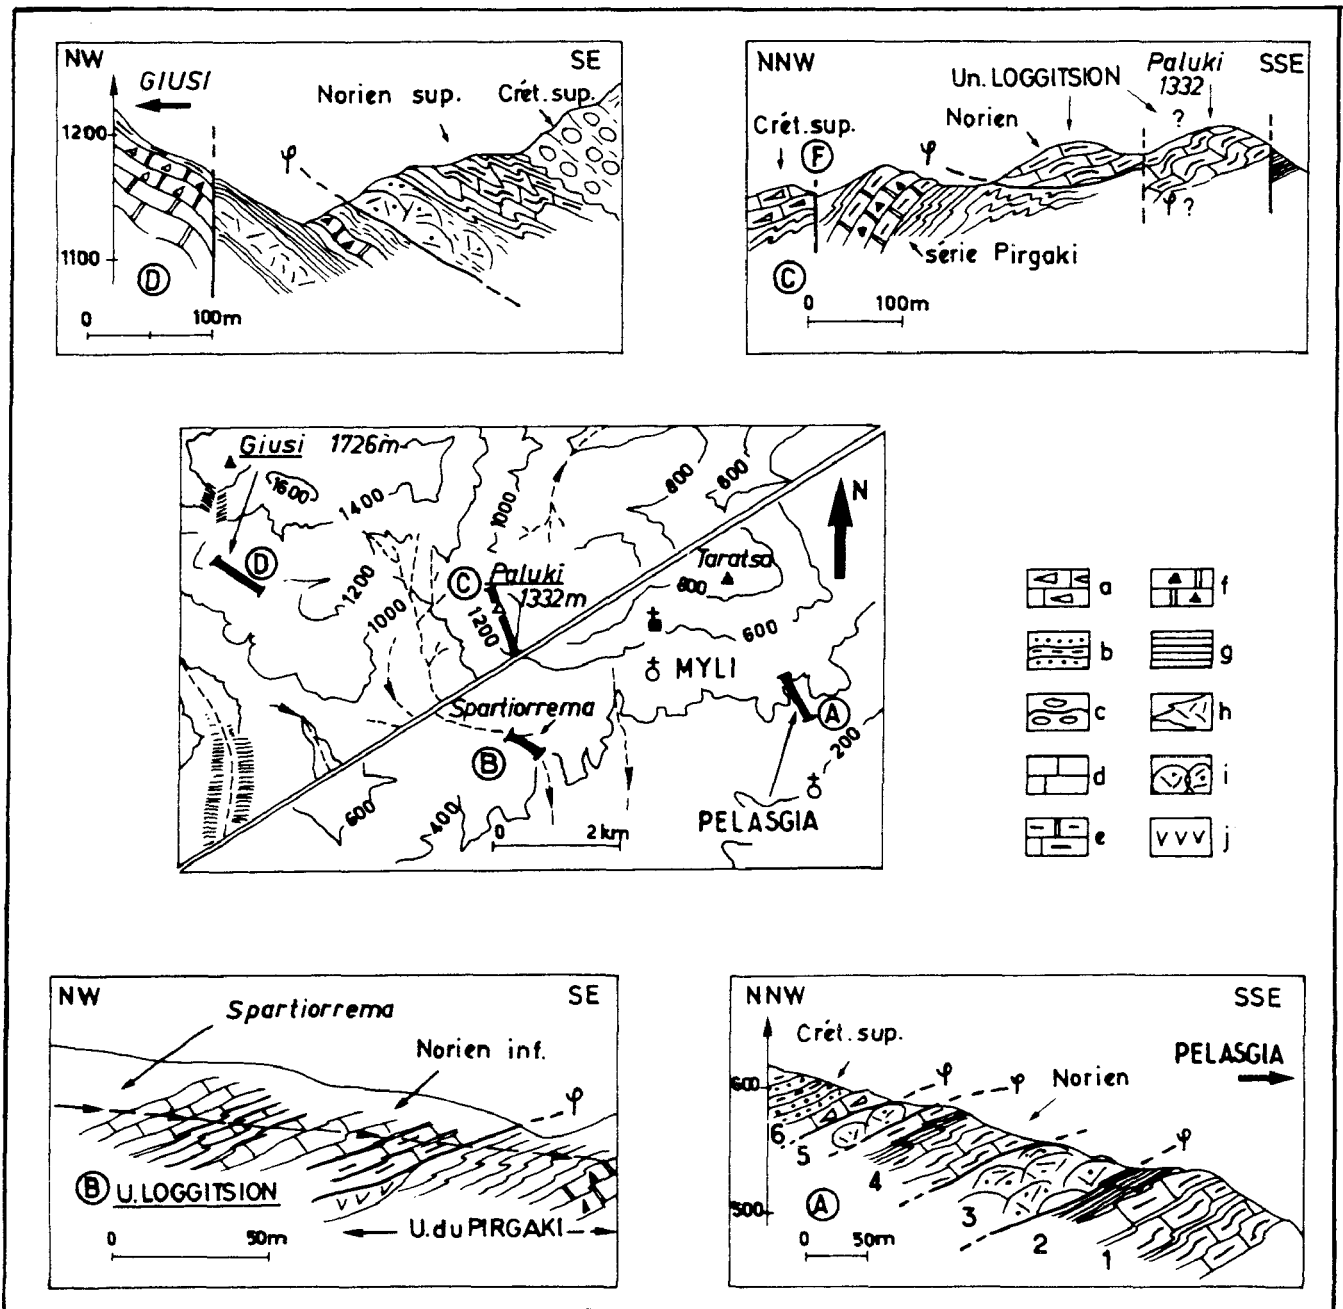 NW
SE
GIUSI
Norien sup.
Crét.sup.
1200
φ
1100
D
0
100m
NNW
Un. LOGGITSION
Paluki
1332
SSE
?
Crét.sup.
Norien
F
φ
φ ?
série Pirgaki
C
0
100m
Giusi 1726m
1600
1400
1000
800
600
N
D
1200
C
Paluki
1332m
Taratsa
800
1000
1200
600
MYLI
Spartiorrema
A
200
B
600
400
PELASGIA
0
2 km
a
f
b
g
c
h
d
i
e
j
NW
SE
Spartiorrema
Norien inf.
φ
B U. LOGGITSION
U. du PIRGAKI
0
50m
NNW
SSE
Crét. sup.
PELASGIA
φ
φ
Norien
600
φ
6
5
4
500
A
3
2
1
0
50m